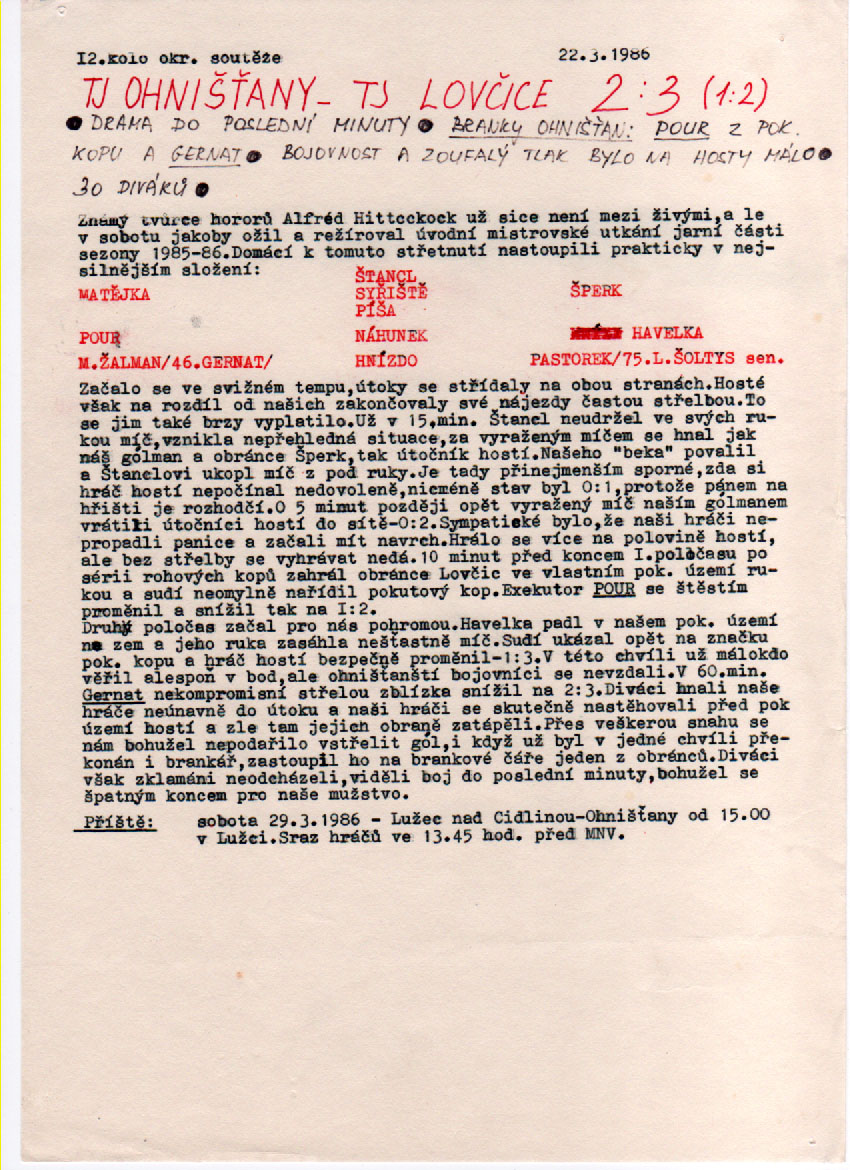 I2.kolo okr. soutěže 22.3.1986
TJ OHNIŠŤANY- TJ LOVČICE 2:3 (1:2)
● DRAMA DO POSLEDNÍ MINUTY ● BRANKY OHNIŠŤAN: POUR Z POK.
KOPU A GERNAT ● BOJOVNOST A ZOUFALÝ TLAK BYLO NA HOSTY MÁLO ●
30 DIVÁKŮ ●
Známý tvůrce hororů Alfréd Hittckock už sice není mezi živými,a le
v sobotu jakoby ožil a režíroval úvodní mistrovské utkání jarní části
sezony 1985-86.Domácí k tomuto střetnutí nastoupili prakticky v nej-
silnějším složení:
ŠTANCL
MATĚJKA SYŘIŠTĚ ŠPERK
PÍŠA
POUR NÁHUNEK HAVELKA
M.ŽALMAN/46.GERNAT/ HNÍZDO PASTOREK/75.L.ŠOLTYS sen.
Začalo se ve svižném tempu,útoky se střídaly na obou stranách.Hosté
však na rozdíl od našich zakončovaly své nájezdy častou střelbou.To
se jim také brzy vyplatilo.Už v 15.min. Štancl neudržel ve svých ru-
kou míč,vznikla nepřehledná situace,za vyraženým míčem se hnal jak
náš gólman a obránce Šperk,tak útočník hostí.Našeho "beka" povalil
a Štanclovi ukopl míč z pod ruky.Je tady přinejmenším sporné,zda si
hráč hostí nepočínal nedovoleně,nicméně stav byl 0:1,protože pánem na
hřišti je rozhodčí.O 5 minut později opět vyražený míč naším gólmanem
vrátili útočníci hostí do sítě-0:2.Sympatické bylo,že naši hráči ne-
propadli panice a začali mít navrch.Hrálo se více na polovině hostí,
ale bez střelby se vyhrávat nedá.10 minut před koncem I.poločasu po
sérii rohových kopů zahrál obránce Lovčic ve vlastním pok. území ru-
kou a sudí neomylně nařídil pokutový kop.Exekutor POUR se štěstím
proměnil a snížil tak na I:2.
Druhý poločas začal pro nás pohromou.Havelka padl v našem pok. území
na zem a jeho ruka zasáhla nešťastně míč.Sudí ukázal opět na značku
pok. kopu a hráč hostí bezpečně proměnil-1:3.V této chvíli už málokdo
věřil alespoň v bod,ale ohnišťanští bojovníci se nevzdali.V 60.min.
Gernat nekompromisní střelou zblízka snížil na 2:3.Diváci hnali naše
hráče neúnavně do útoku a naši hráči se skutečně nastěhovali před pok
území hostí a zle tam jejich obraně zatápěli.Přes veškerou snahu se
nám bohužel nepodařilo vstřelit gól,i když už byl v jedné chvíli pře-
konán i brankář,zastoupil ho na brankové čáře jeden z obránců.Diváci
však zklamáni neodcházeli,viděli boj do poslední minuty,bohužel se
špatným koncem pro naše mužstvo.
Příště: sobota 29.3.1986 - Lužec nad Cidlinou-Ohnišťany od 15.00
v Lužci.Sraz hráčů ve 13.45 hod. před MNV.